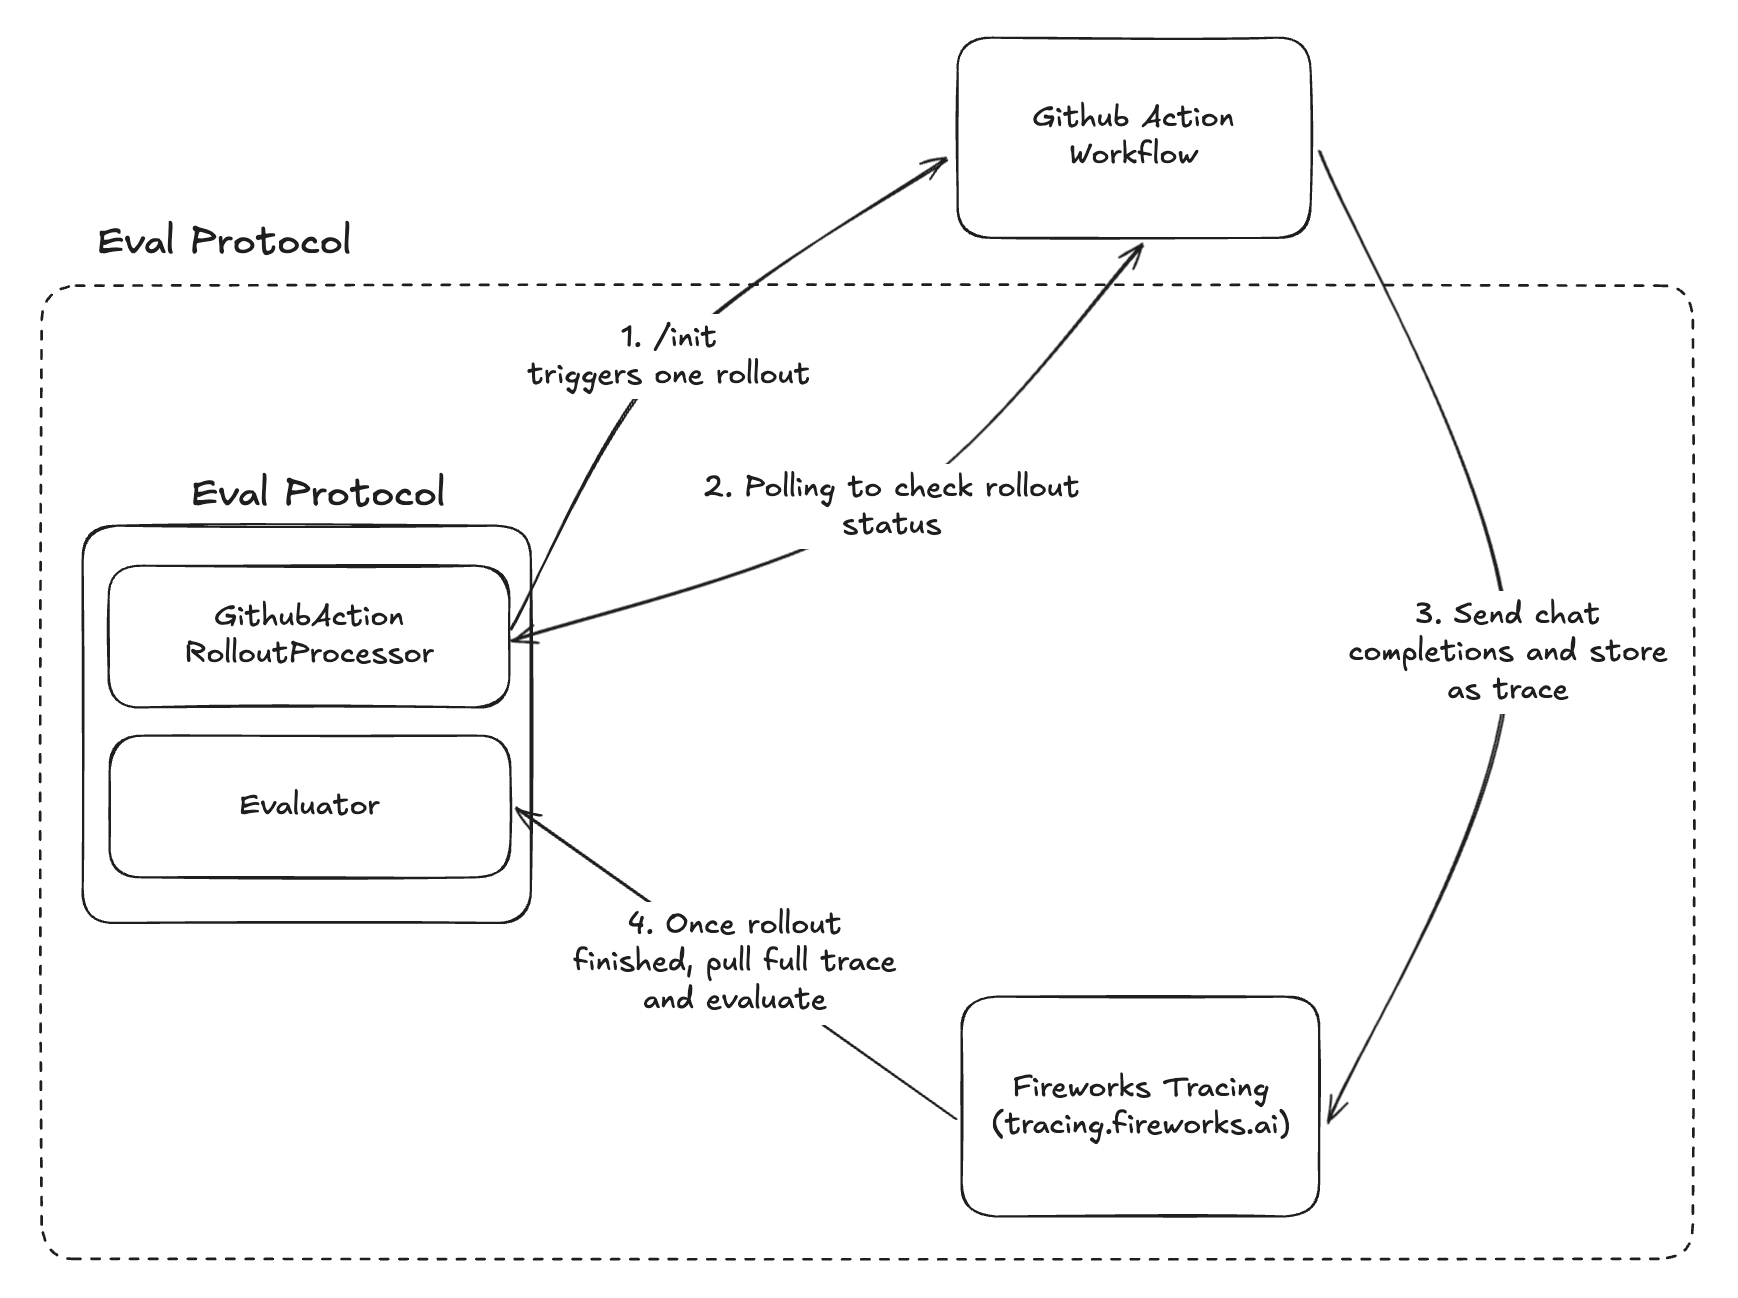 Github Action
Workflow
Eval Protocol
1. /init
triggers one rollout
2. Polling to check rollout
status
Eval Protocol
GithubAction
RolloutProcessor
3. Send chat
completions and store
as trace
Evaluator
4. Once rollout
finished, pull full trace
and evaluate
Fireworks Tracing
(tracing.fireworks.ai)